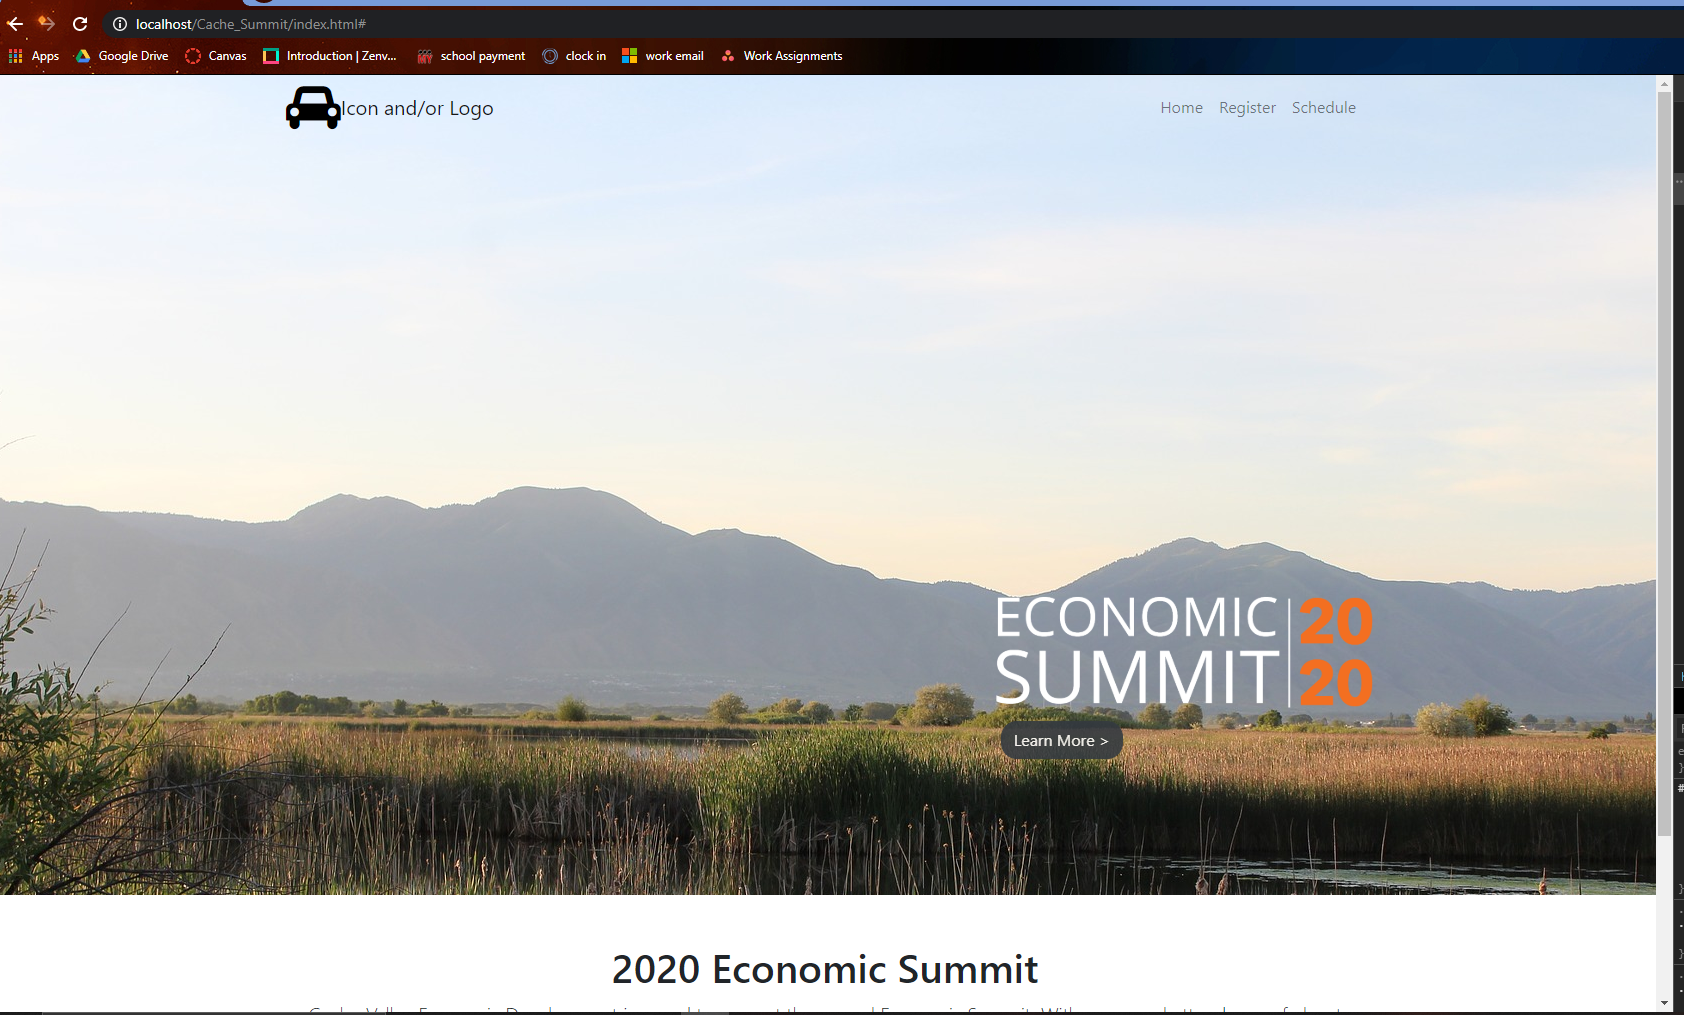 localhost/Cache_Summit/index.html#
Apps Google Drive Canvas Introduction | Zenv... school payment clock in work email Work Assignments
Icon and/or Logo Home Register Schedule
ECONOMIC 20
SUMMIT 20
Learn More >
2020 Economic Summit